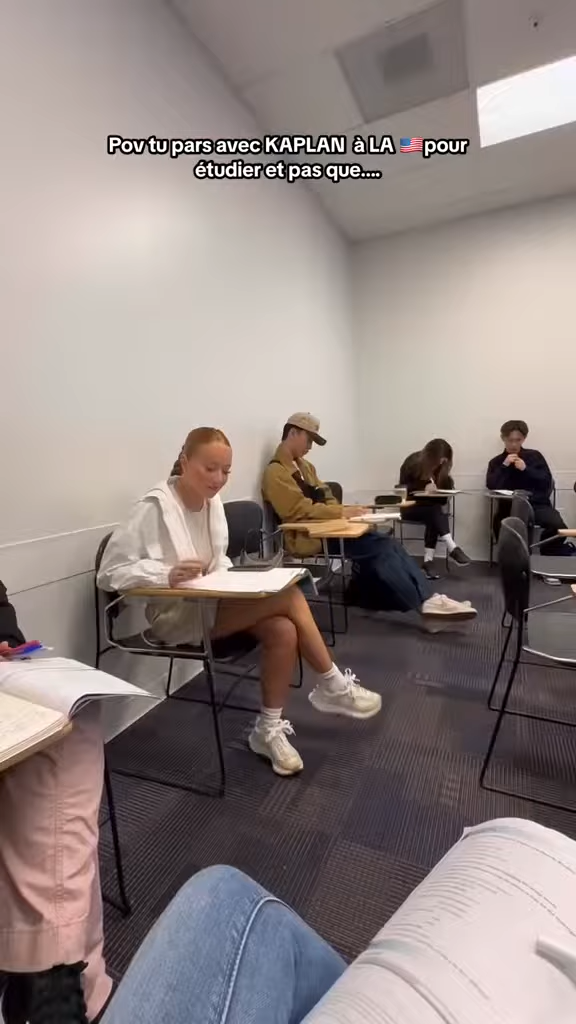 Pov tu pars avec KAPLAN à LA 🇺🇸pour
étudier et pas que....